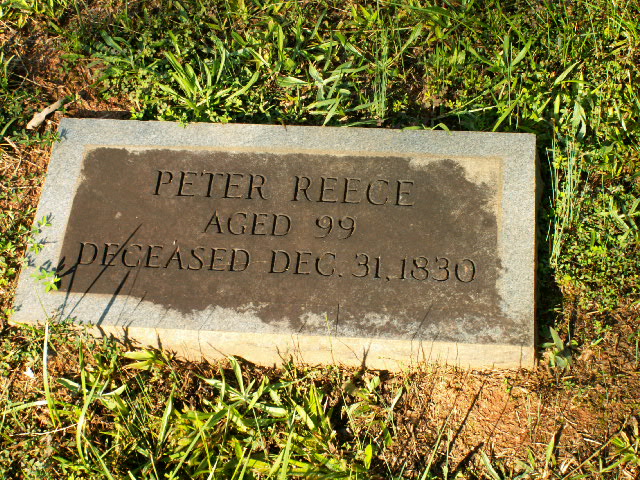 PETER REECE
AGED 99
DECEASED DEC. 31, 1830